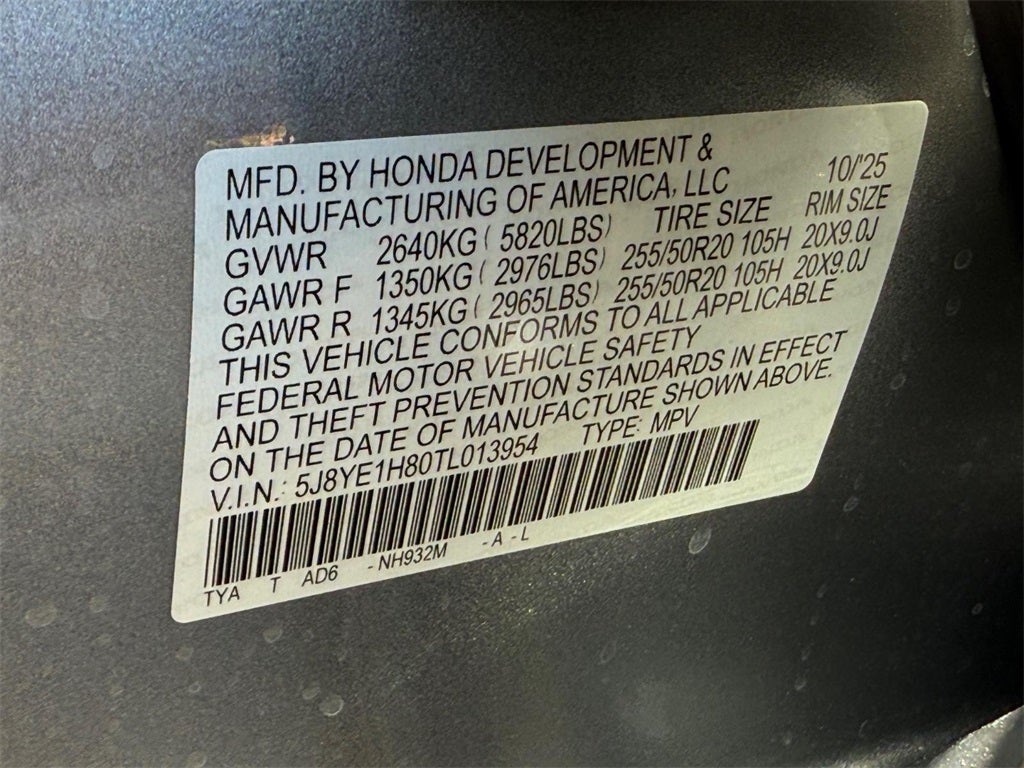 MFD. BY HONDA DEVELOPMENT & 10/'25
MANUFACTURING OF AMERICA, LLC
GVWR 2640KG ( 5820LBS) TIRE SIZE RIM SIZE
GAWR F 1350KG ( 2976LBS) 255/50R20 105H 20X9.0J
GAWR R 1345KG ( 2965LBS) 255/50R20 105H 20X9.0J
THIS VEHICLE CONFORMS TO ALL APPLICABLE
FEDERAL MOTOR VEHICLE SAFETY
AND THEFT PREVENTION STANDARDS IN EFFECT
ON THE DATE OF MANUFACTURE SHOWN ABOVE.
V.I.N.: 5J8YE1H80TL013954 TYPE: MPV
TYA T AD6 - NH932M - A - L